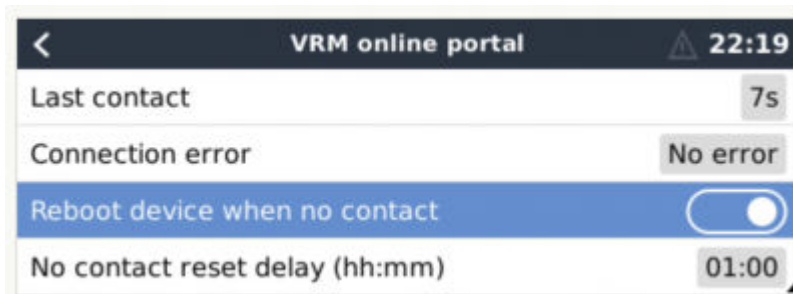 VRM online portal 22:19
Last contact 7s
Connection error No error
Reboot device when no contact
No contact reset delay (hh:mm) 01:00